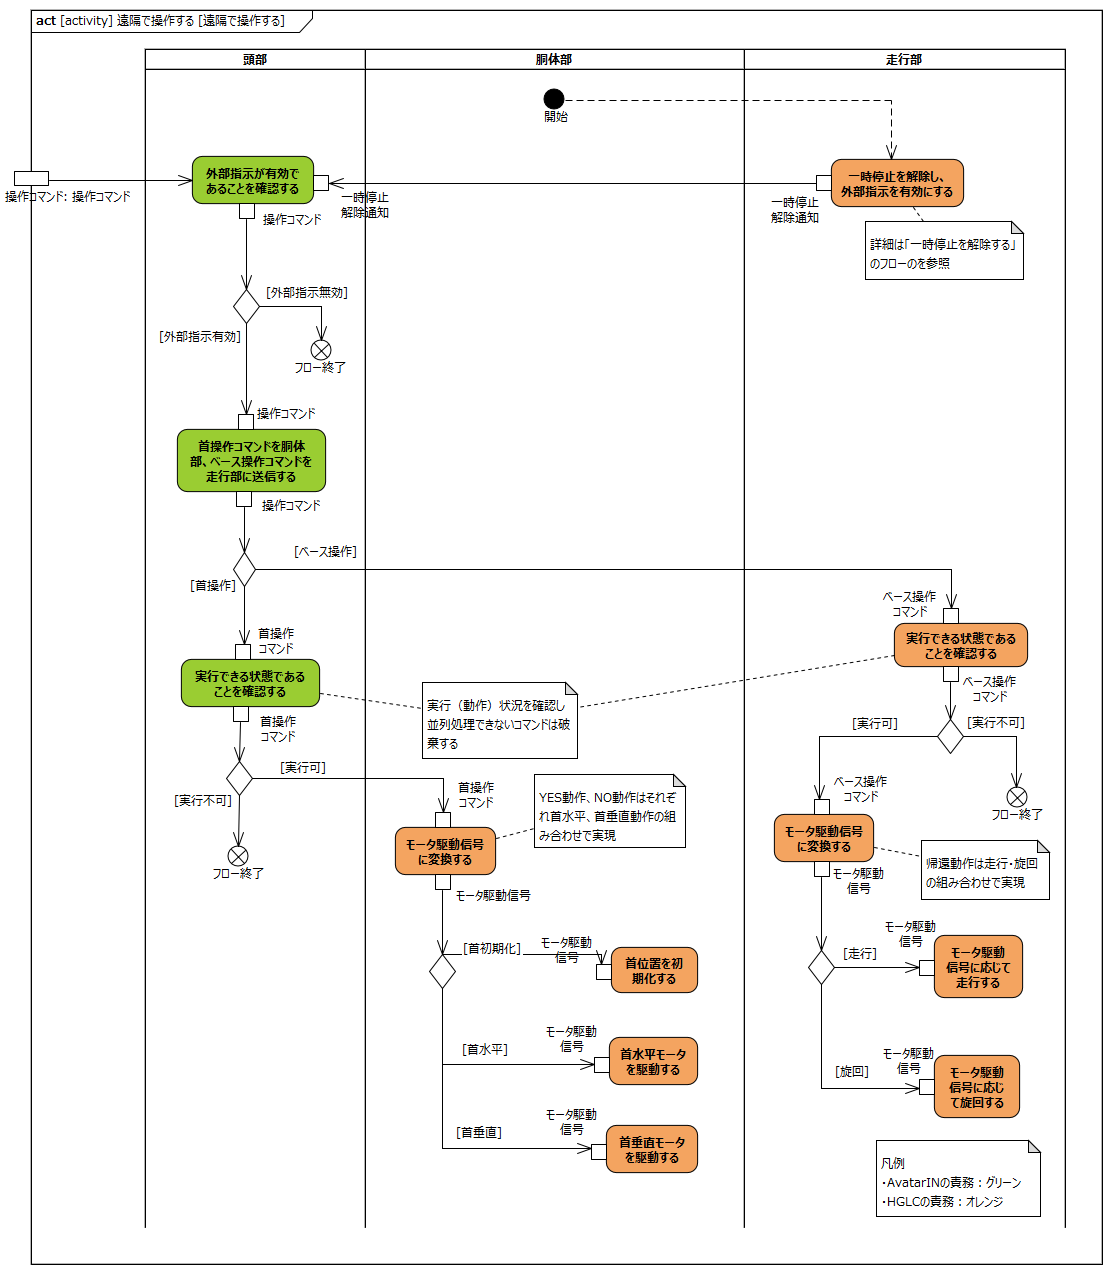 act [activity] 遠隔で操作する [遠隔で操作する]
頭部
胴体部
走行部
開始
外部指示が有効で
あることを確認する
一時停止を解除し、
外部指示を有効にする
操作コマンド: 操作コマンド
一時停止
解除通知
一時停止
解除通知
操作コマンド
詳細は「一時停止を解除する」
のフローのを参照
[外部指示無効]
[外部指示有効]
フロー終了
操作コマンド
首操作コマンドを胴体
部、ベース操作コマンドを
走行部に送信する
操作コマンド
[ベース操作]
[首操作]
ベース操作
コマンド
首操作
コマンド
実行できる状態である
ことを確認する
実行できる状態である
ことを確認する
ベース操作
コマンド
実行（動作）状況を確認し
並列処理できないコマンドは破
棄する
首操作
コマンド
[実行可]
[実行不可]
[実行可]
[実行不可]
首操作
コマンド
YES動作、NO動作はそれぞ
れ首水平、首垂直動作の組
み合わせで実現
ベース操作
コマンド
フロー終了
モータ駆動信号
に変換する
モータ駆動信号
に変換する
フロー終了
帰還動作は走行・旋回
の組み合わせで実現
モータ駆動
信号
モータ駆動信号
[首初期化]
モータ駆動
信号
首位置を初
期化する
モータ駆動
信号
[走行]
モータ駆動
信号に応じて
走行する
[首水平]
モータ駆動
信号
首水平モータ
を駆動する
モータ駆動
信号
[旋回]
モータ駆動
信号に応じ
て旋回する
[首垂直]
モータ駆動
信号
首垂直モータ
を駆動する
凡例
・AvatarINの責務：グリーン
・HGLCの責務：オレンジ